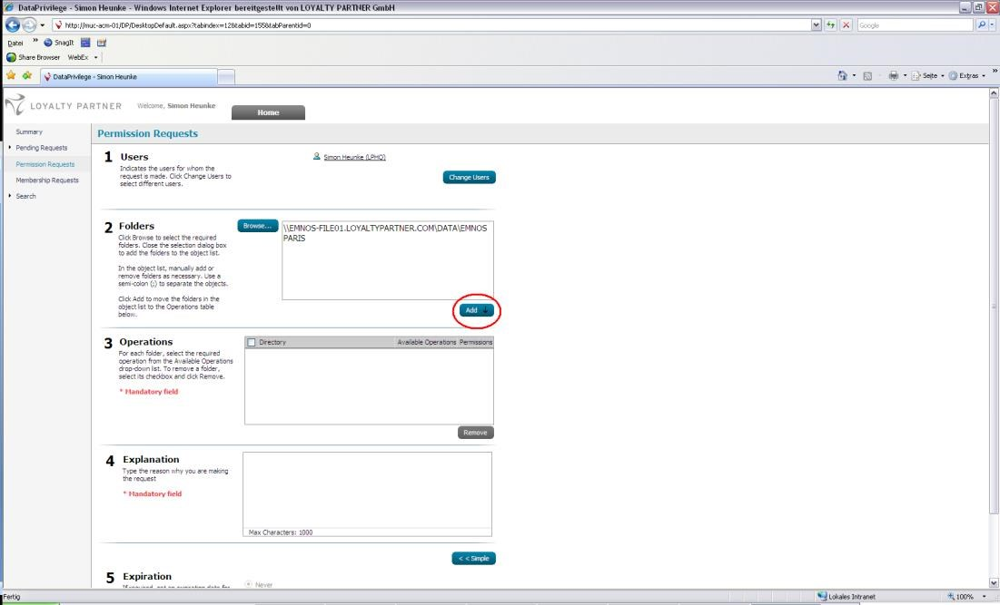 DataPrivilege - Simon Heunke - Windows Internet Explorer bereitgestellt von LOYALTY PARTNER GmbH
http://muc-acm-01/DP/DesktopDefault.aspx?tabindex=12&tabid=155&tabParentid=0
Google
Datei » SnagIt
Share Browser WebEx
DataPrivilege - Simon Heunke
Seite Extras »
LOYALTY PARTNER
Welcome, Simon Heunke
Home
Summary
Pending Requests
Permission Requests
Membership Requests
Search
Permission Requests
1 Users
Indicates the users for whom the
request is made. Click Change Users to
select different users.
Simon Heunke (LPHQ)
Change Users
2 Folders
Click Browse to select the required
folders. Close the selection dialog box
to add the folders to the object list.
In the object list, manually add or
remove folders as necessary. Use a
semi-colon (;) to separate the objects.
Click Add to move the folders in the
object list to the Operations table
below.
Browse...
\\EMNOS-FILE01.LOYALTYPARTNER.COM\DATA\EMNOS
PARIS
Add ↓
3 Operations
For each folder, select the required
operation from the Available Operations
drop-down list. To remove a folder,
select its checkbox and click Remove.
* Mandatory field
Directory Available Operations Permissions
Remove
4 Explanation
Type the reason why you are making
the request
* Mandatory field
Max Characters: 1000
< < Simple
5 Expiration
Never
Fertig
Lokales Intranet
100%